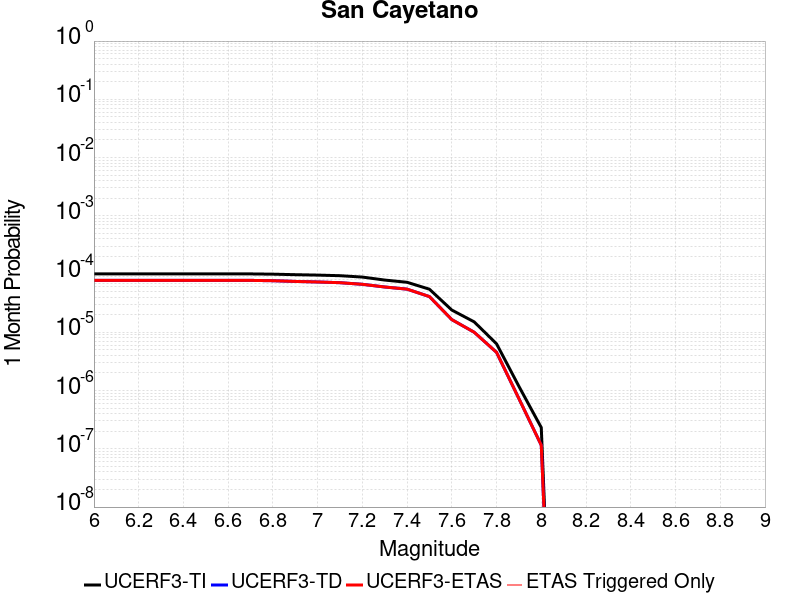 San Cayetano
1 Month Probability
10^0
10^-1
10^-2
10^-3
10^-4
10^-5
10^-6
10^-7
10^-8
6 6.2 6.4 6.6 6.8 7 7.2 7.4 7.6 7.8 8 8.2 8.4 8.6 8.8 9
Magnitude
UCERF3-TI UCERF3-TD UCERF3-ETAS ETAS Triggered Only